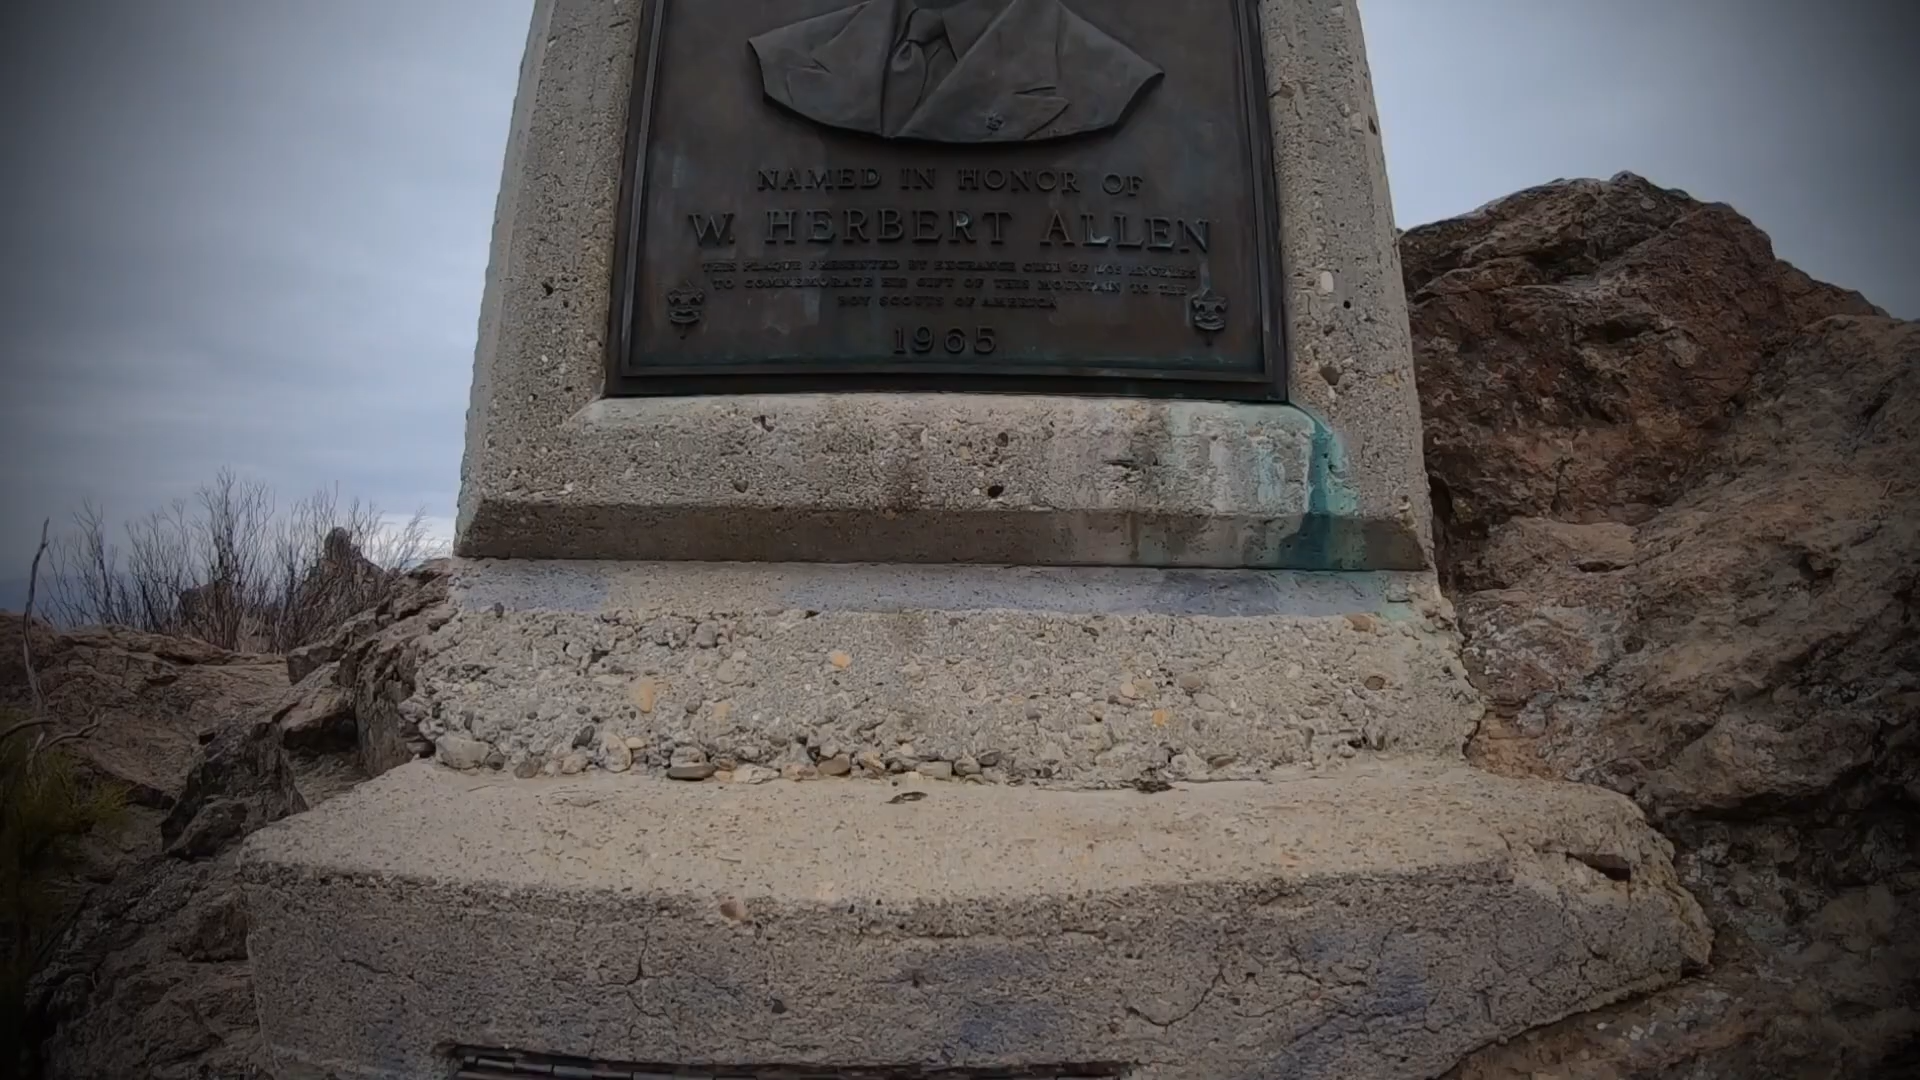 NAMED IN HONOR OF
W. HERBERT ALLEN
THIS PLAQUE PRESENTED BY EXCHANGE CLUB OF LOS ANGELES
TO COMMEMORATE HIS GIFT OF THIS MOUNTAIN TO THE
BOY SCOUTS OF AMERICA
1965